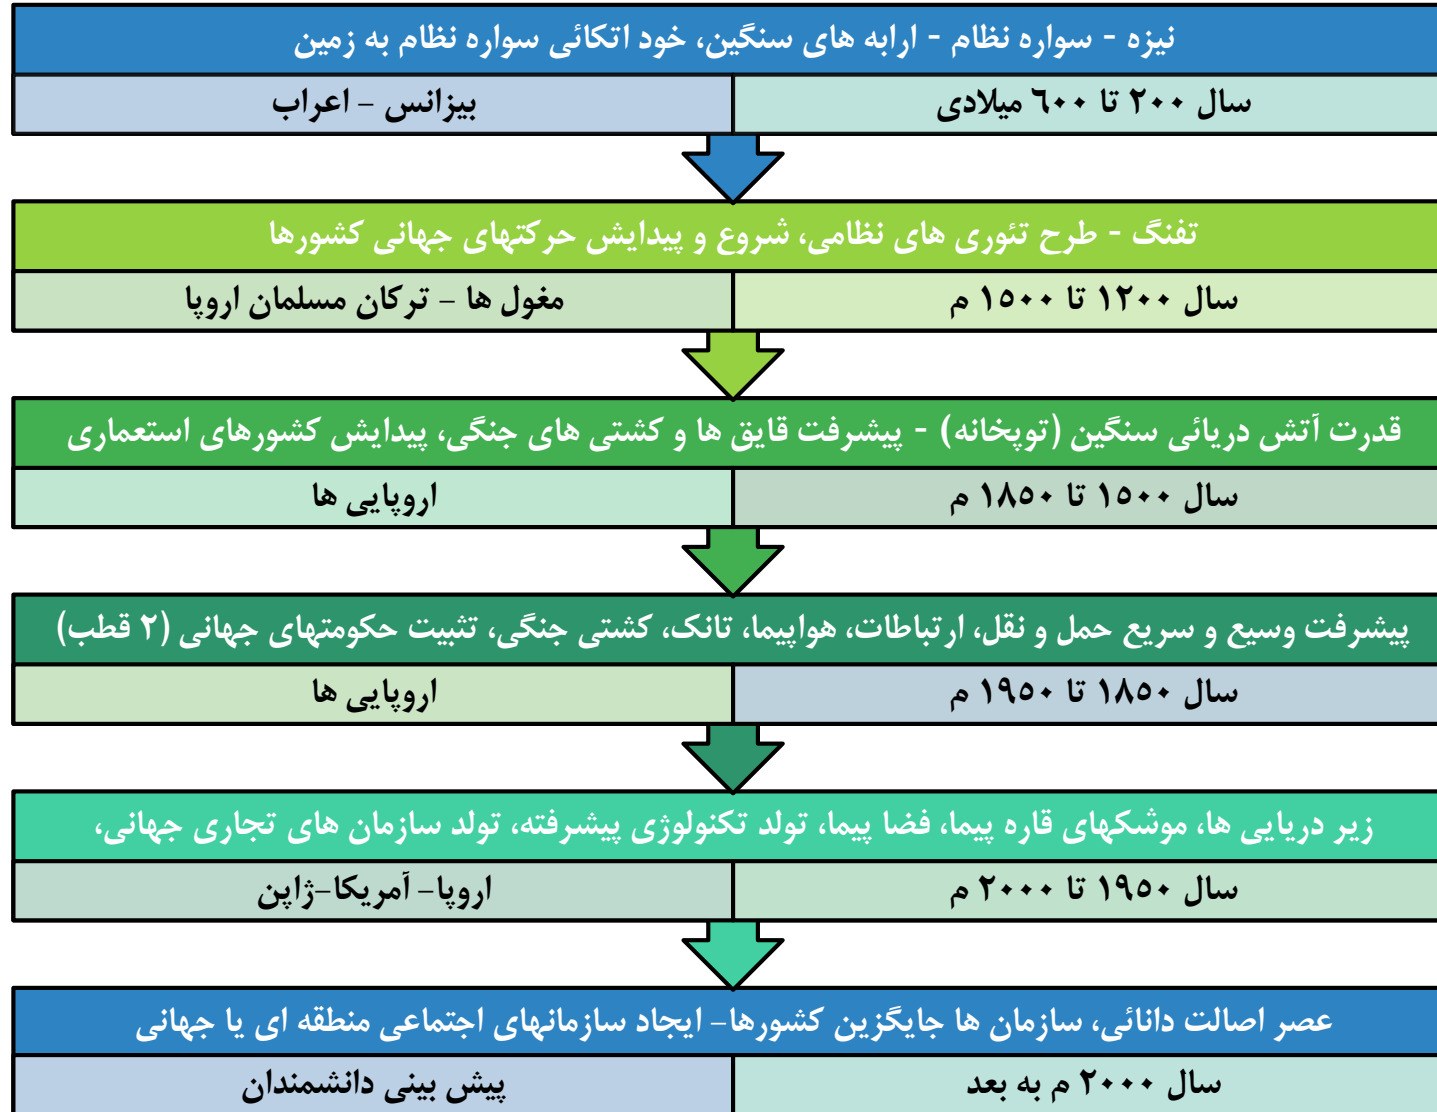 نیزه - سواره نظام - ارابه های سنگین، خود اتکائی سواره نظام به زمین
سال ۲۰۰ تا ۶۰۰ میلادی
بیزانس – اعراب
تفنگ - طرح تئوری های نظامی، شروع و پیدایش حرکتهای جهانی کشورها
سال ۱۲۰۰ تا ۱۵۰۰ م
مغول ها – ترکان مسلمان اروپا
قدرت آتش دریائی سنگین (توپخانه) - پیشرفت قایق ها و کشتی های جنگی، پیدایش کشورهای استعماری
سال ۱۵۰۰ تا ۱۸۵۰ م
اروپایی ها
پیشرفت وسیع و سریع حمل و نقل، ارتباطات، هواپیما، تانک، کشتی جنگی، تثبیت حکومتهای جهانی (۲ قطب)
سال ۱۸۵۰ تا ۱۹۵۰ م
اروپایی ها
زیر دریایی ها، موشکهای قاره پیما، فضا پیما، تولد تکنولوژی پیشرفته، تولد سازمان های تجاری جهانی،
سال ۱۹۵۰ تا ۲۰۰۰ م
اروپا– آمریکا–ژاپن
عصر اصالت دانائی، سازمان ها جایگزین کشورها– ایجاد سازمانهای اجتماعی منطقه ای یا جهانی
سال ۲۰۰۰ م به بعد
پیش بینی دانشمندان